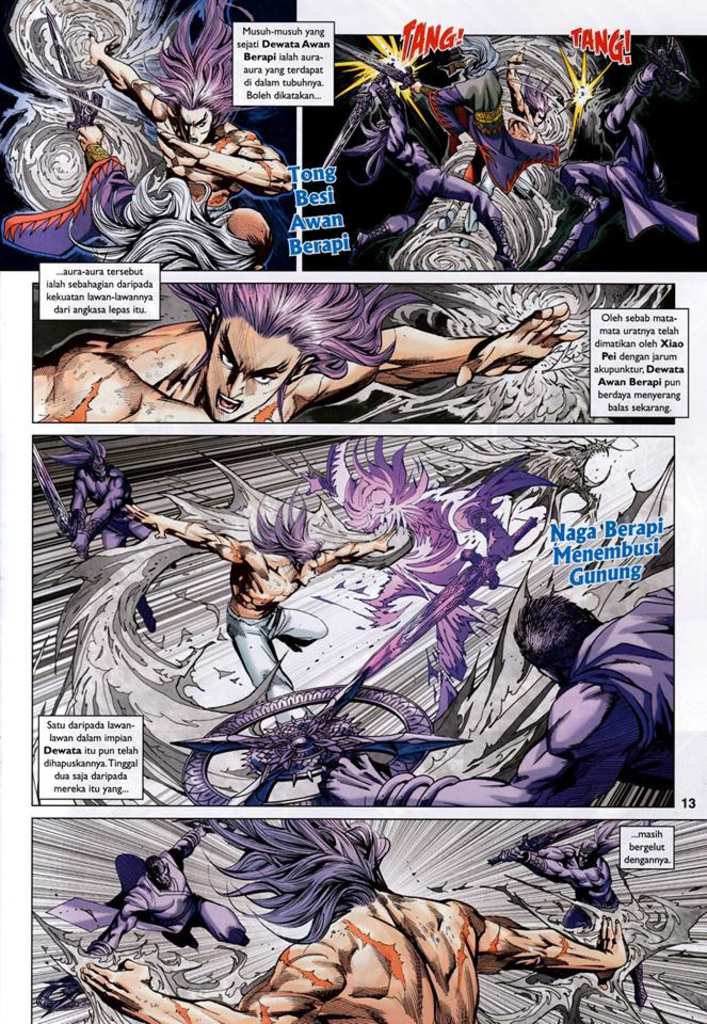 Musuh-musuh yang
sejati Dewata Awan
Berapi ialah aura-
aura yang terdapat
di dalam tubuhnya.
Boleh dikatakan...
TANG!
TANG!
Tong
Besi
Awan
Berapi
...aura-aura tersebut
ialah sebahagian daripada
kekuatan lawan-lawannya
dari angkasa lepas itu.
Oleh sebab mata-
mata uratnya telah
dimatikan oleh Xiao
Pei dengan jarum
akupunktur, Dewata
Awan Berapi pun
berdaya menyerang
balas sekarang.
Naga Berapi
Menembusi
Gunung
Satu daripada lawan-
lawan dalam impian
Dewata itu pun telah
dihapuskan.Tinggal
dua saja daripada
mereka itu yang...
13
...masih
bergelut
dengannya.